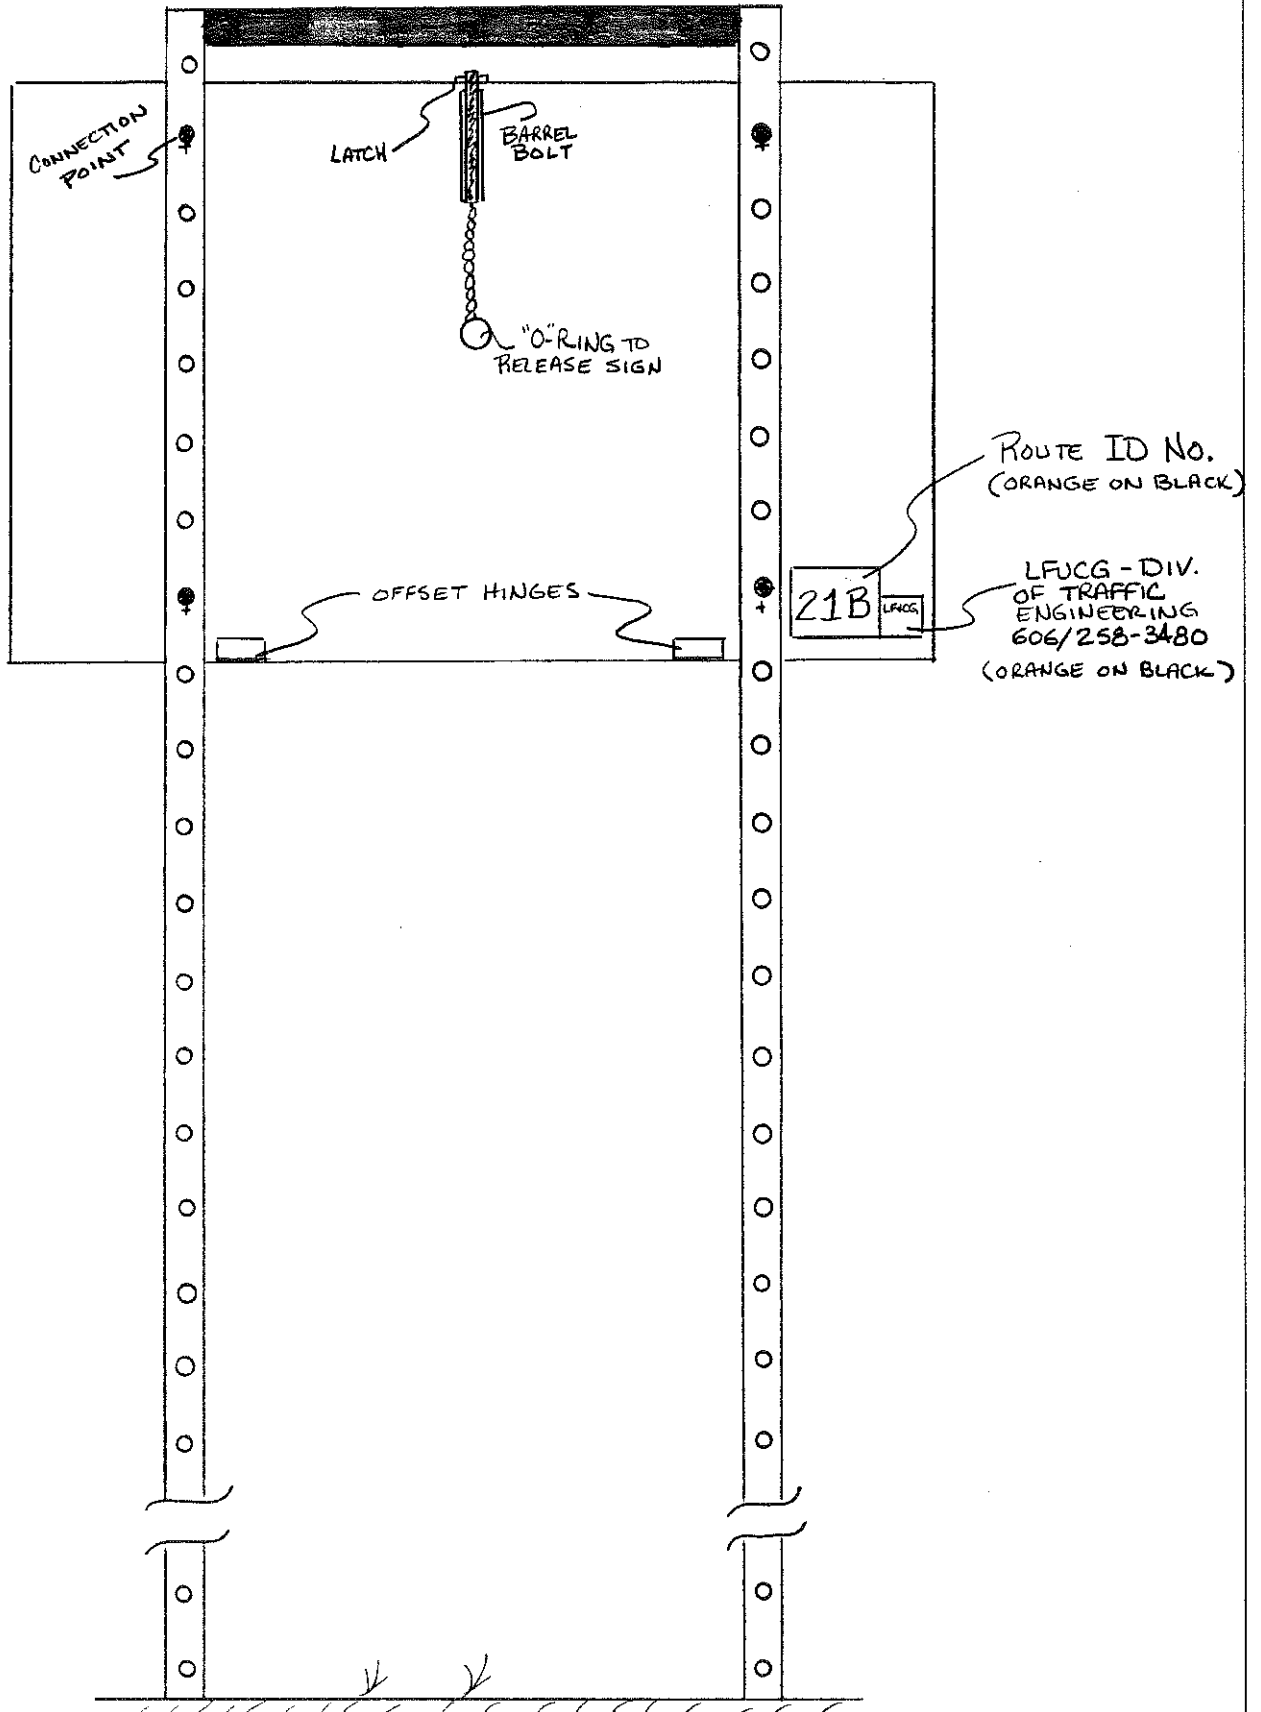 CONNECTION
POINT
LATCH
BARREL
BOLT
"O"-RING TO
RELEASE SIGN
ROUTE ID NO.
(ORANGE ON BLACK)
OFFSET HINGES
21B
LFUCG
LFUCG - DIV.
OF TRAFFIC
ENGINEERING
606/258-3480
(ORANGE ON BLACK)